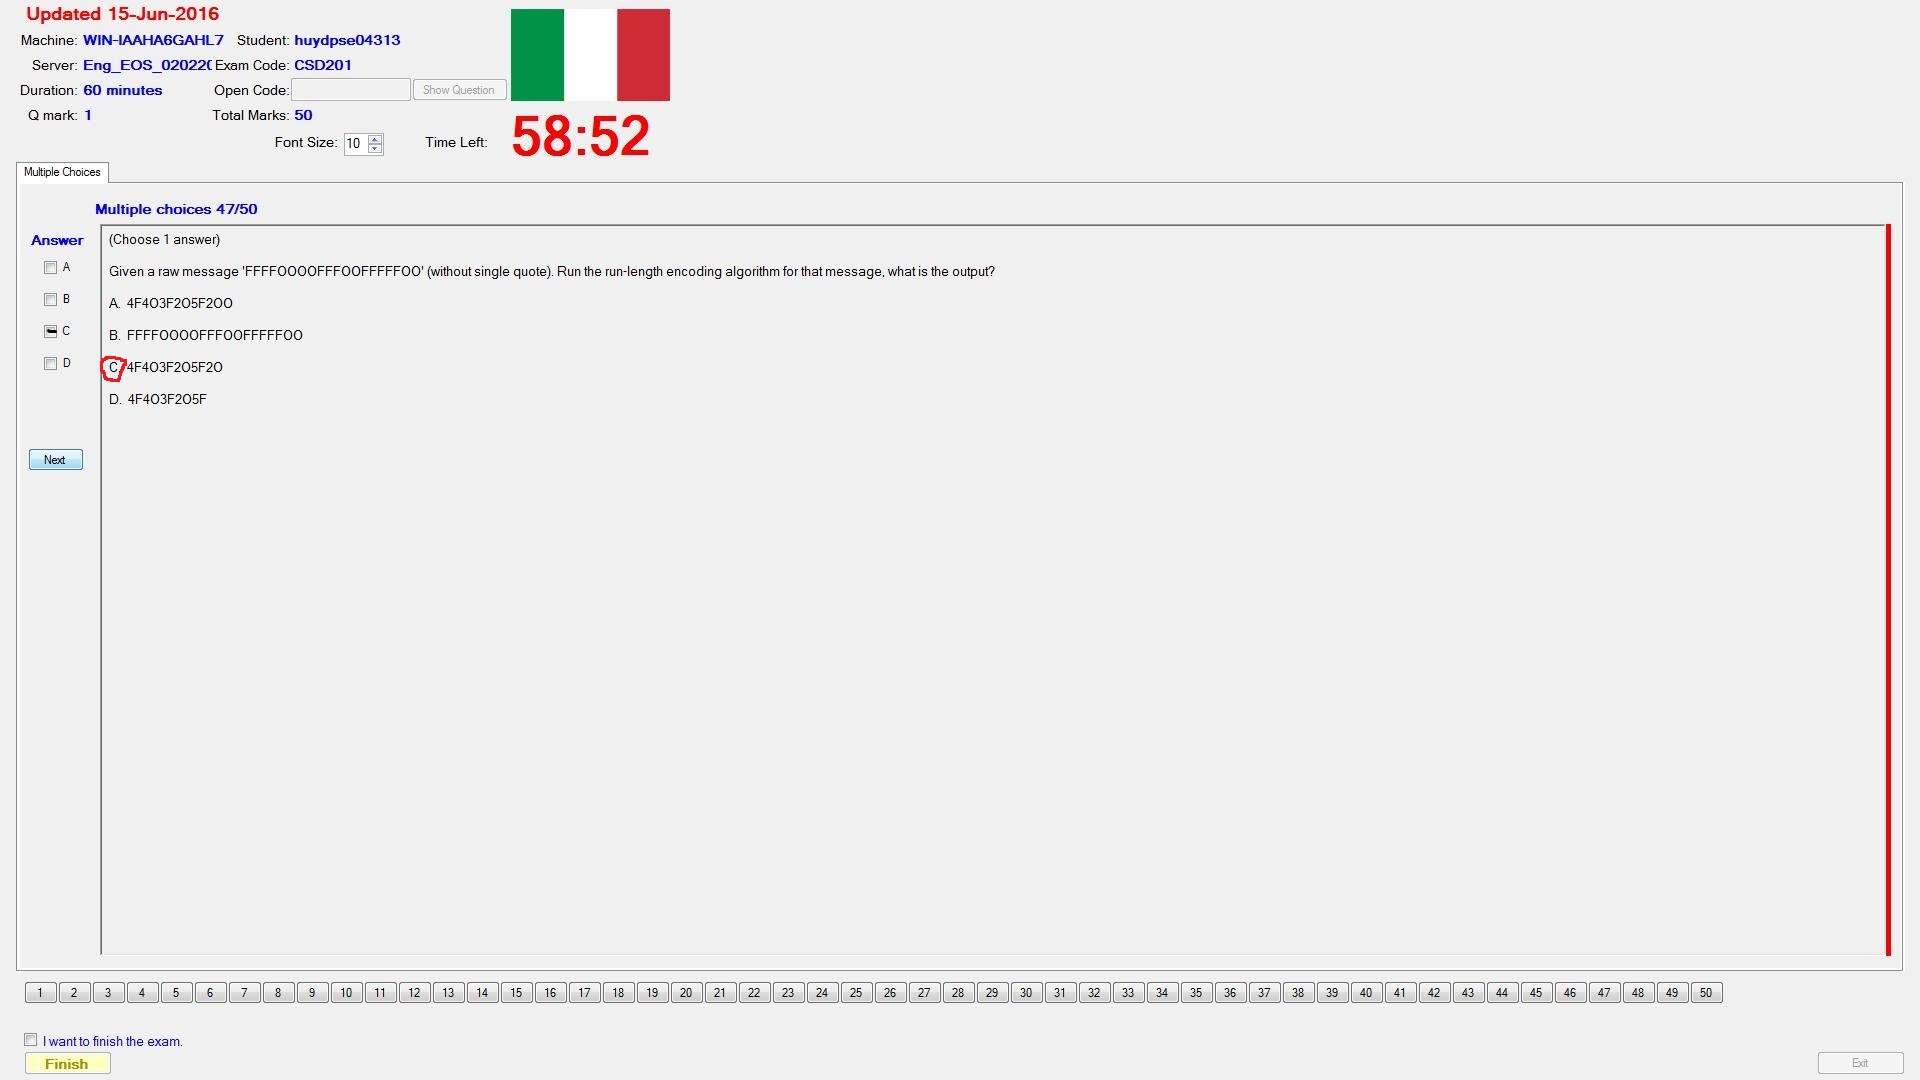 Updated 15-Jun-2016
Machine: WIN-IAAHA6GAHL7 Student: huydpse04313
Server: Eng_EOS_020220 Exam Code: CSD201
Duration: 60 minutes Open Code: Show Question
Q mark: 1 Total Marks: 50
Font Size: 10 Time Left: 58:52
Multiple Choices
Multiple choices 47/50
Answer
(Choose 1 answer)
A
Given a raw message 'FFFFOOOOFFFOOFFFFFOO' (without single quote). Run the run-length encoding algorithm for that message, what is the output?
B
A. 4F4O3F2O5F2OO
C
B. FFFFOOOOFFFOOFFFFFOO
D
C. 4F4O3F2O5F2O
D. 4F4O3F2O5F
Next
1 2 3 4 5 6 7 8 9 10 11 12 13 14 15 16 17 18 19 20 21 22 23 24 25 26 27 28 29 30 31 32 33 34 35 36 37 38 39 40 41 42 43 44 45 46 47 48 49 50
I want to finish the exam.
Finish
Exit